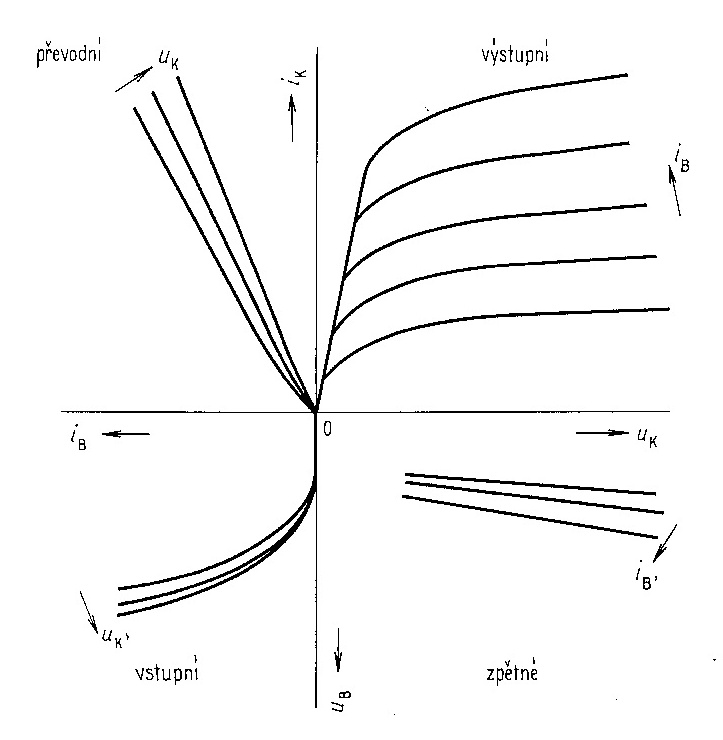 převodní
u_K
i_K
výstupní
i_B
i_B
0
u_K
i_B'
u_K'
vstupní
zpětné
u_B